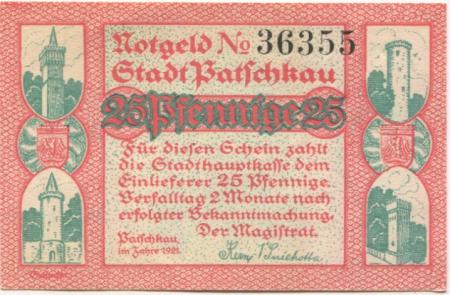 Notgeld No 36355
Stadt Patschkau
25 Pfennige 25
Für diesen Schein zahlt
die Stadthauptkasse dem
Einlieferer 25 Pfennige.
Verfalltag 2 Monate nach
erfolgter Bekanntmachung.
Der Magistrat.
Patschkau,
im Jahre 1921.